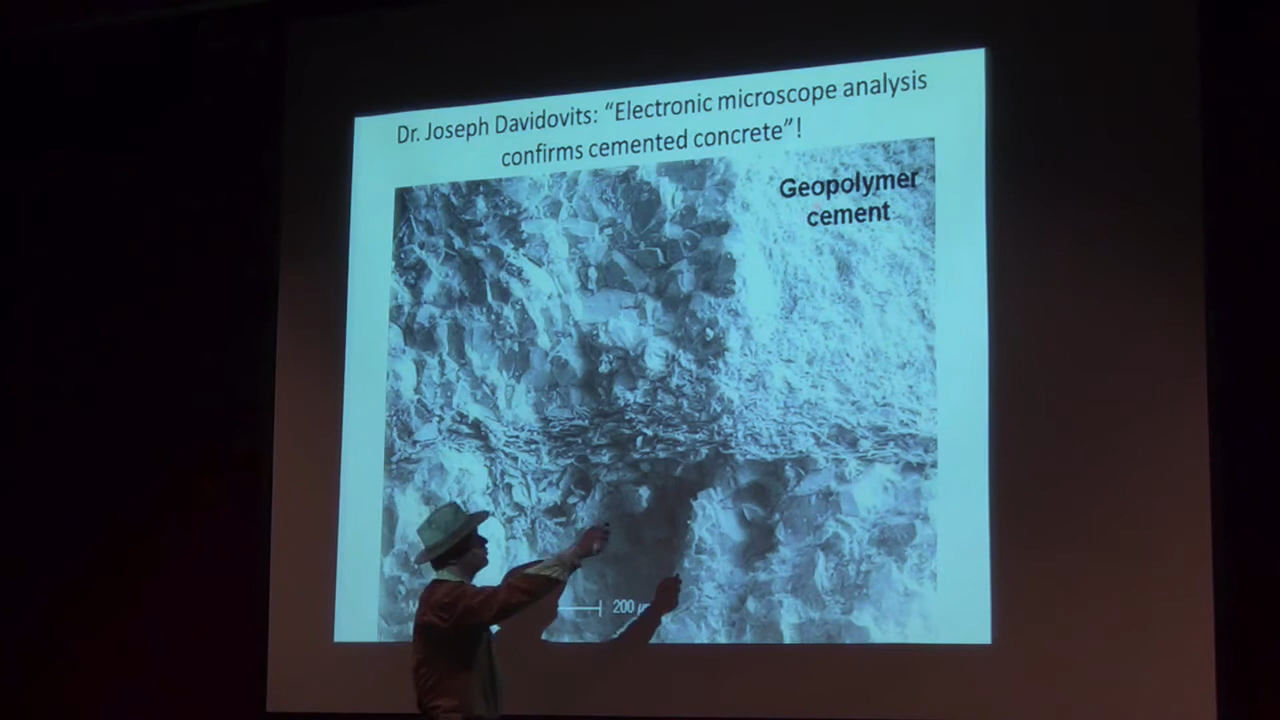 Dr. Joseph Davidovits: “Electronic microscope analysis
confirms cemented concrete”!
Geopolymer
cement
200